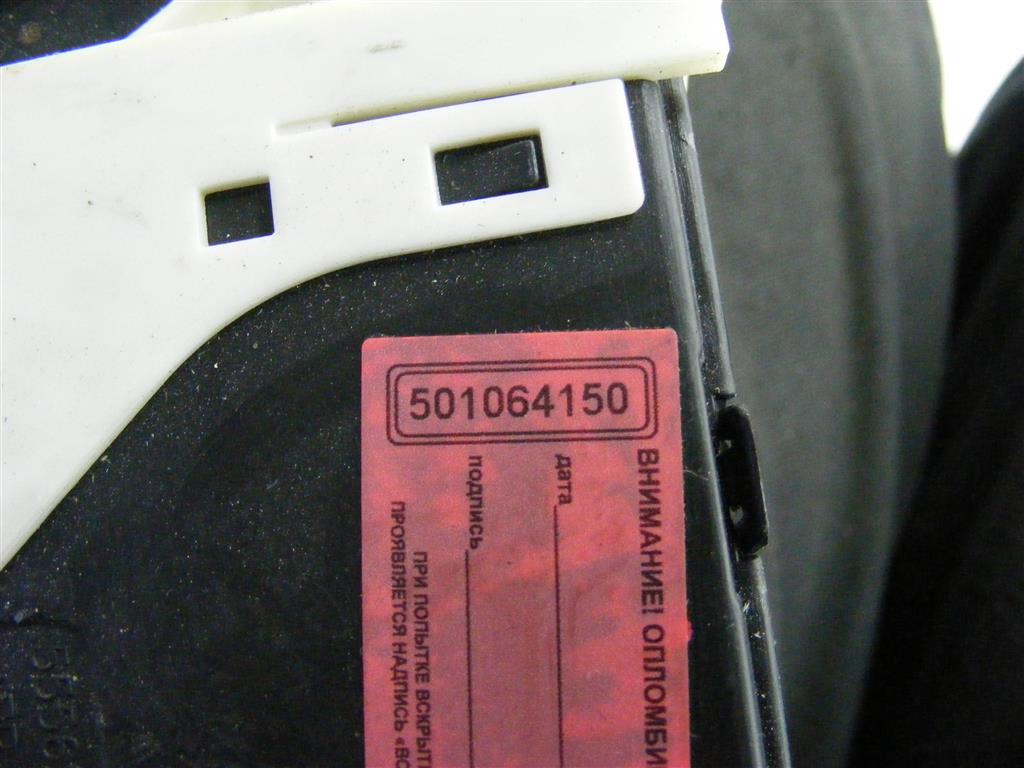 501064150
ВНИМАНИЕ! ОПЛОМБИ
дата
подпись
ПРИ ПОПЫТКЕ ВСКРЫТ
ПРОЯВЛЯЕТСЯ НАДПИСЬ «ВС